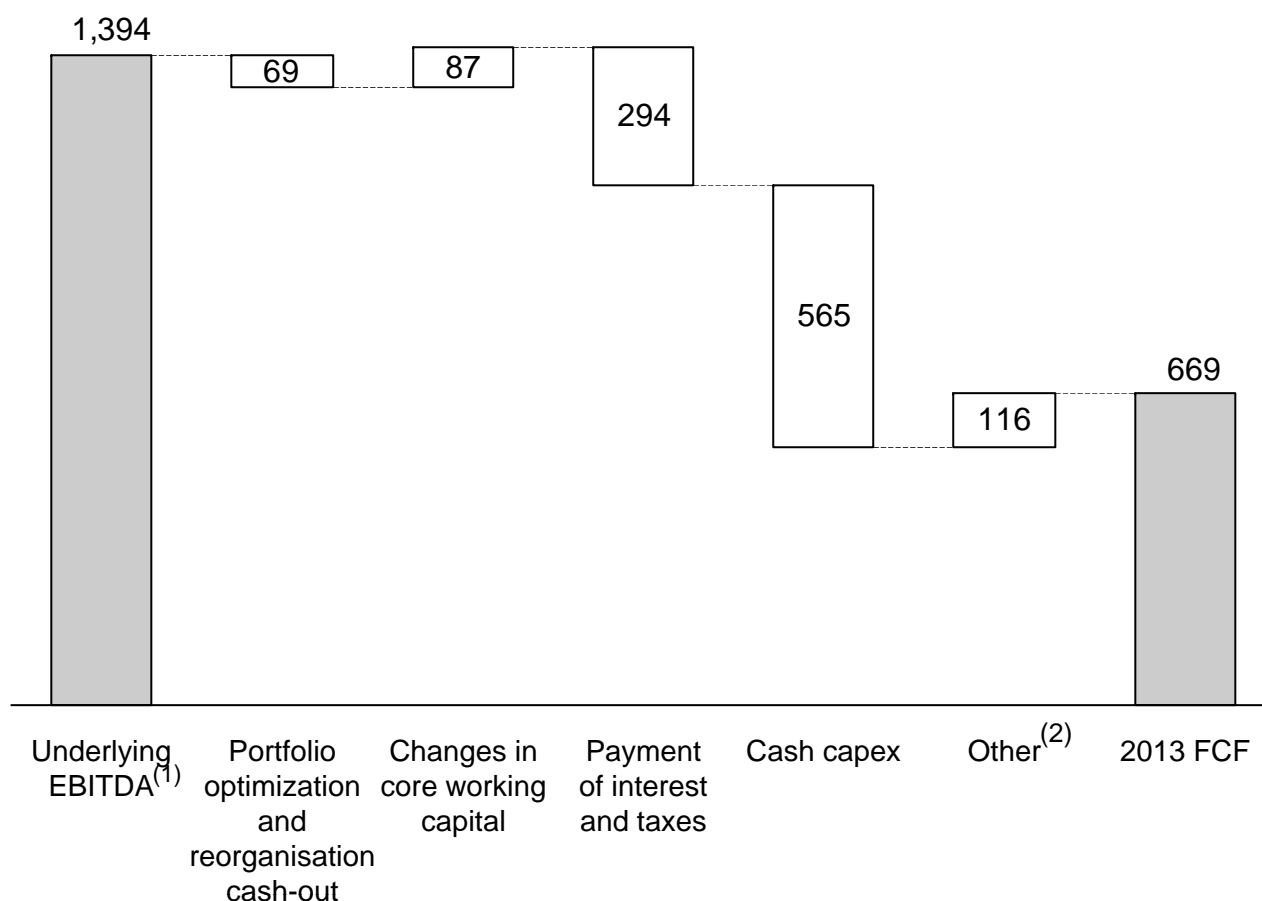 1,394
69
87
294
565
116
669
Underlying
EBITDA(1)
Portfolio
optimization
and
reorganisation
cash-out
Changes in
core working
capital
Payment
of interest
and taxes
Cash capex
Other(2)
2013 FCF